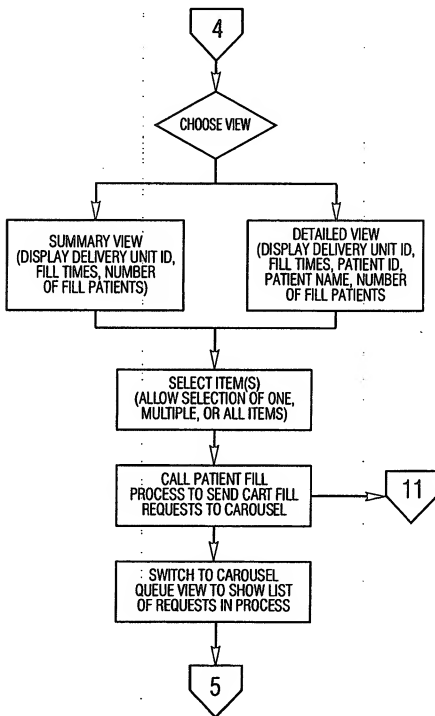 4
CHOOSE VIEW
SUMMARY VIEW
(DISPLAY DELIVERY UNIT ID,
FILL TIMES, NUMBER
OF FILL PATIENTS)
DETAILED VIEW
(DISPLAY DELIVERY UNIT ID,
FILL TIMES, PATIENT ID,
PATIENT NAME, NUMBER
OF FILL PATIENTS
SELECT ITEM(S)
(ALLOW SELECTION OF ONE,
MULTIPLE, OR ALL ITEMS)
CALL PATIENT FILL
PROCESS TO SEND CART FILL
REQUESTS TO CAROUSEL
11
SWITCH TO CAROUSEL
QUEUE VIEW TO SHOW LIST
OF REQUESTS IN PROCESS
5